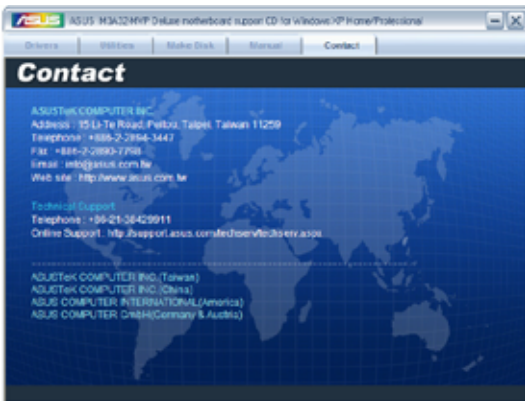 ASUS M3A32-MVP Deluxe motherboard support CD for Windows XP Home/Professional
Drivers Utilities Make Disk Manual Contact
Contact
ASUSTeK COMPUTER INC.
Address : 15 Li-Te Road, Peitou, Taipei, Taiwan 11259
Telephone : +886-2-2894-3447
Fax : +886-2-2890-7798
Email : info@asus.com.tw
Web site : http://www.asus.com.tw
Technical Support
Telephone : +86-21-38429911
Online Support : http://support.asus.com/techserv/techserv.aspx
ASUSTeK COMPUTER INC.(Taiwan)
ASUSTeK COMPUTER INC.(China)
ASUS COMPUTER INTERNATIONAL(America)
ASUS COMPUTER GmbH(Germany & Austria)